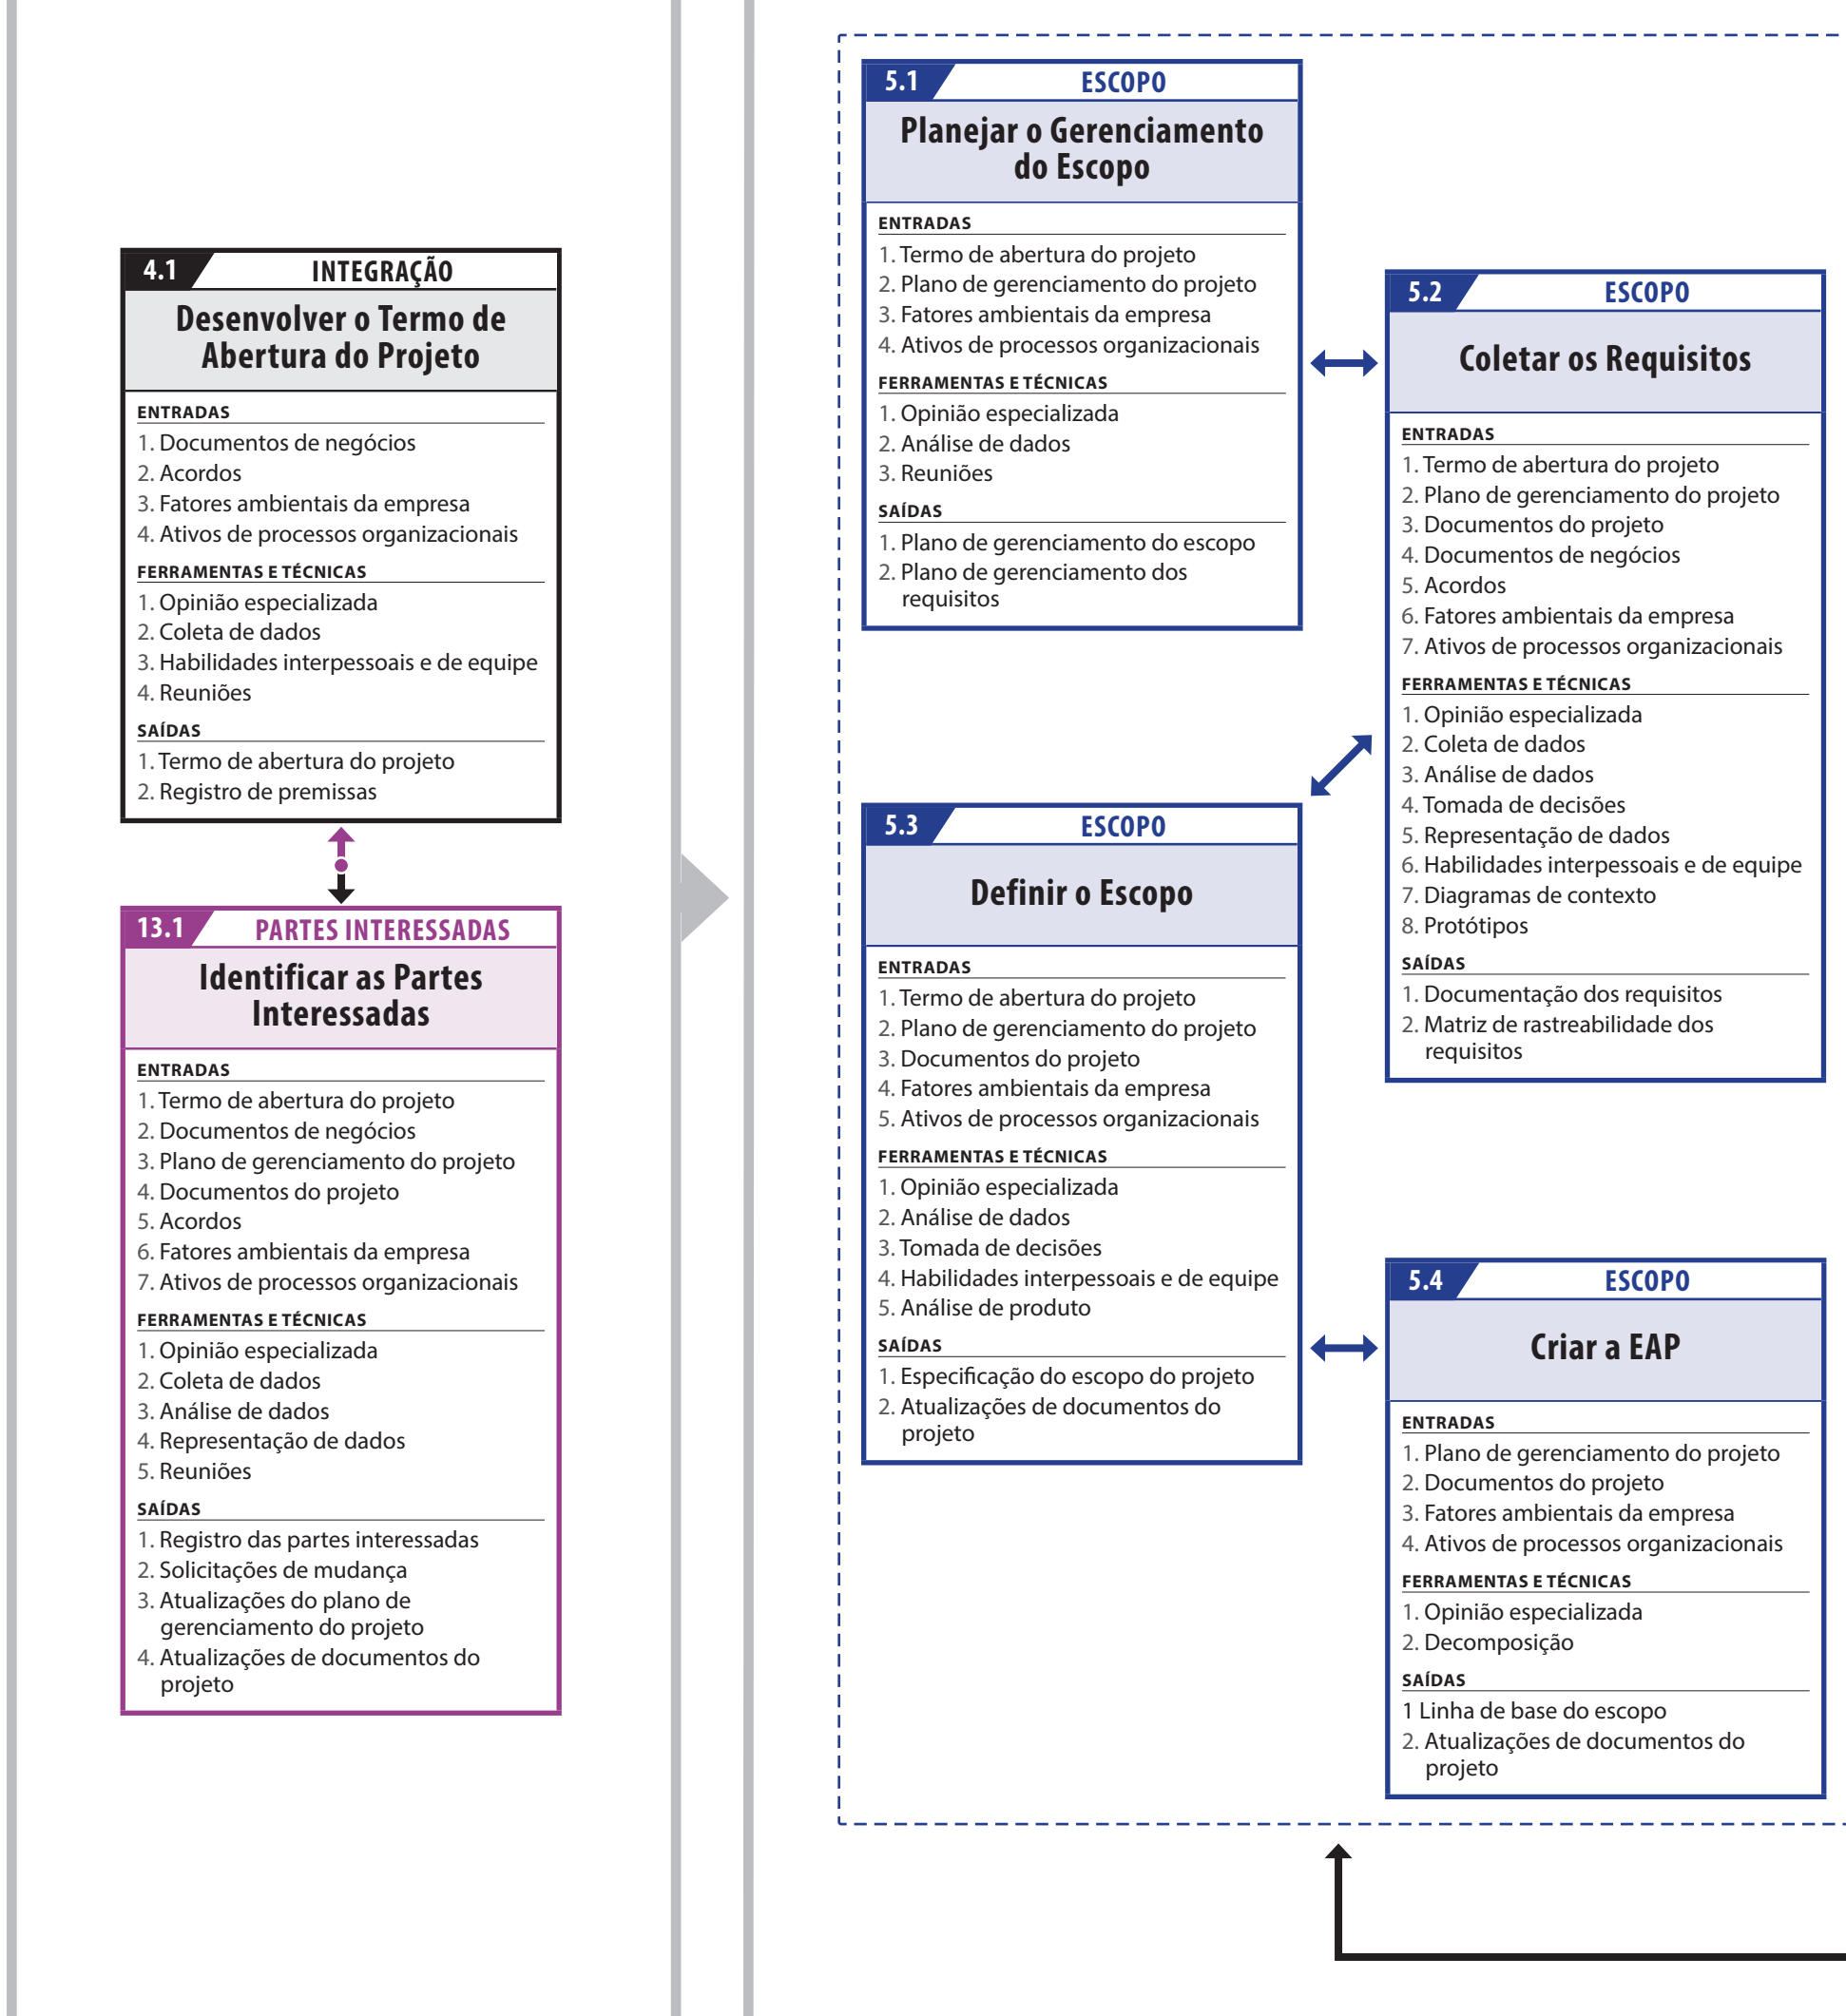 4.1 INTEGRAÇÃO
Desenvolver o Termo de
Abertura do Projeto
ENTRADAS
1. Documentos de negócios
2. Acordos
3. Fatores ambientais da empresa
4. Ativos de processos organizacionais
FERRAMENTAS E TÉCNICAS
1. Opinião especializada
2. Coleta de dados
3. Habilidades interpessoais e de equipe
4. Reuniões
SAÍDAS
1. Termo de abertura do projeto
2. Registro de premissas
13.1 PARTES INTERESSADAS
Identificar as Partes
Interessadas
ENTRADAS
1. Termo de abertura do projeto
2. Documentos de negócios
3. Plano de gerenciamento do projeto
4. Documentos do projeto
5. Acordos
6. Fatores ambientais da empresa
7. Ativos de processos organizacionais
FERRAMENTAS E TÉCNICAS
1. Opinião especializada
2. Coleta de dados
3. Análise de dados
4. Representação de dados
5. Reuniões
SAÍDAS
1. Registro das partes interessadas
2. Solicitações de mudança
3. Atualizações do plano de
gerenciamento do projeto
4. Atualizações de documentos do
projeto
5.1 ESCOPO
Planejar o Gerenciamento
do Escopo
ENTRADAS
1. Termo de abertura do projeto
2. Plano de gerenciamento do projeto
3. Fatores ambientais da empresa
4. Ativos de processos organizacionais
FERRAMENTAS E TÉCNICAS
1. Opinião especializada
2. Análise de dados
3. Reuniões
SAÍDAS
1. Plano de gerenciamento do escopo
2. Plano de gerenciamento dos
requisitos
5.2 ESCOPO
Coletar os Requisitos
ENTRADAS
1. Termo de abertura do projeto
2. Plano de gerenciamento do projeto
3. Documentos do projeto
4. Documentos de negócios
5. Acordos
6. Fatores ambientais da empresa
7. Ativos de processos organizacionais
FERRAMENTAS E TÉCNICAS
1. Opinião especializada
2. Coleta de dados
3. Análise de dados
4. Tomada de decisões
5. Representação de dados
6. Habilidades interpessoais e de equipe
7. Diagramas de contexto
8. Protótipos
SAÍDAS
1. Documentação dos requisitos
2. Matriz de rastreabilidade dos
requisitos
5.3 ESCOPO
Definir o Escopo
ENTRADAS
1. Termo de abertura do projeto
2. Plano de gerenciamento do projeto
3. Documentos do projeto
4. Fatores ambientais da empresa
5. Ativos de processos organizacionais
FERRAMENTAS E TÉCNICAS
1. Opinião especializada
2. Análise de dados
3. Tomada de decisões
4. Habilidades interpessoais e de equipe
5. Análise de produto
SAÍDAS
1. Especificação do escopo do projeto
2. Atualizações de documentos do
projeto
5.4 ESCOPO
Criar a EAP
ENTRADAS
1. Plano de gerenciamento do projeto
2. Documentos do projeto
3. Fatores ambientais da empresa
4. Ativos de processos organizacionais
FERRAMENTAS E TÉCNICAS
1. Opinião especializada
2. Decomposição
SAÍDAS
1 Linha de base do escopo
2. Atualizações de documentos do
projeto